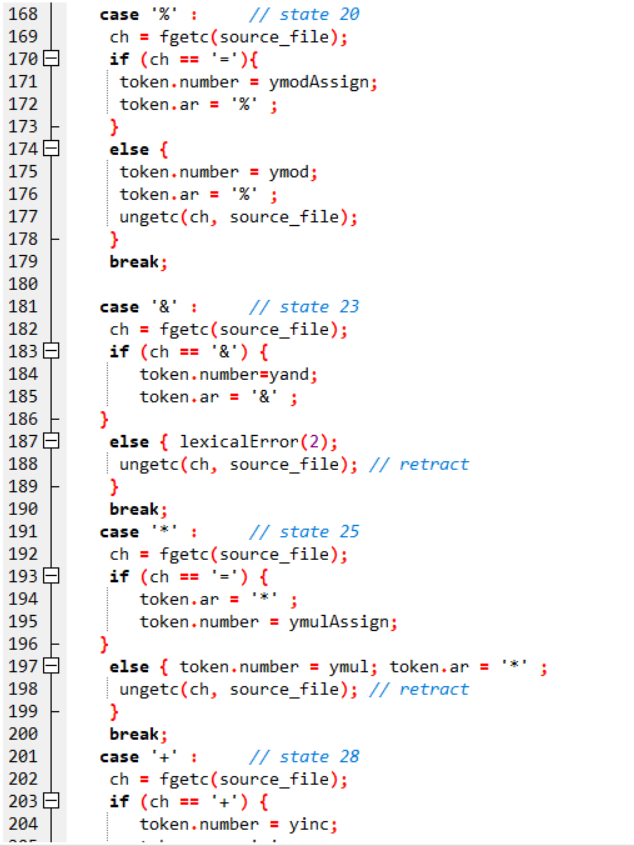 168 case '%' : // state 20
169 ch = fgetc(source_file);
170 if (ch == '='){
171 token.number = ymodAssign;
172 token.ar = '%' ;
173 }
174 else {
175 token.number = ymod;
176 token.ar = '%' ;
177 ungetc(ch, source_file);
178 }
179 break;
180
181 case '&' : // state 23
182 ch = fgetc(source_file);
183 if (ch == '&') {
184 token.number=yand;
185 token.ar = '&' ;
186 }
187 else { lexicalError(2);
188 ungetc(ch, source_file); // retract
189 }
190 break;
191 case '*' : // state 25
192 ch = fgetc(source_file);
193 if (ch == '=') {
194 token.ar = '*' ;
195 token.number = ymulAssign;
196 }
197 else { token.number = ymul; token.ar = '*' ;
198 ungetc(ch, source_file); // retract
199 }
200 break;
201 case '+' : // state 28
202 ch = fgetc(source_file);
203 if (ch == '+') {
204 token.number = yinc;